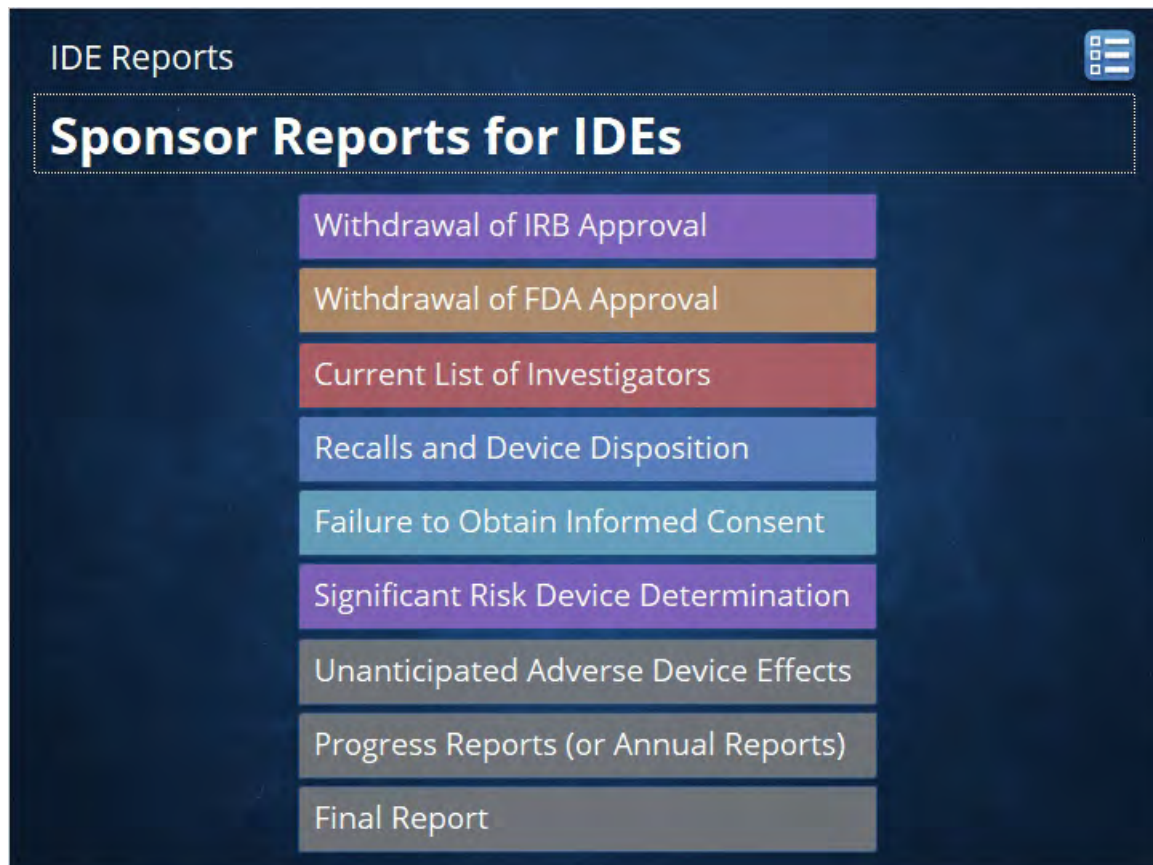 IDE Reports
Sponsor Reports for IDEs
Withdrawal of IRB Approval
Withdrawal of FDA Approval
Current List of Investigators
Recalls and Device Disposition
Failure to Obtain Informed Consent
Significant Risk Device Determination
Unanticipated Adverse Device Effects
Progress Reports (or Annual Reports)
Final Report